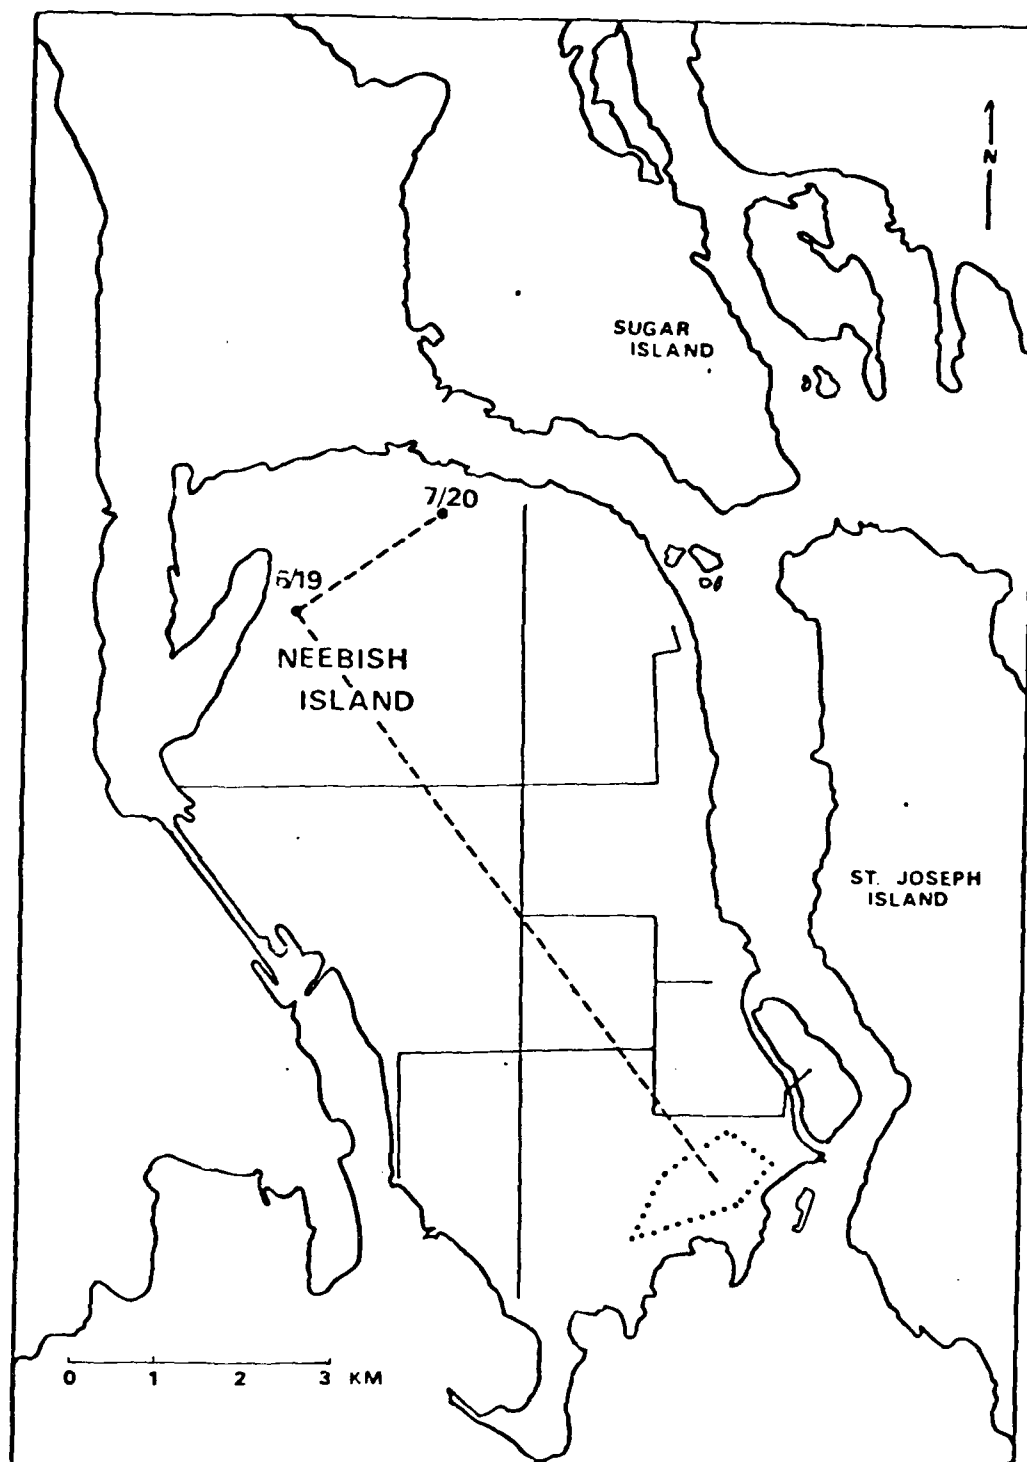 N
SUGAR
ISLAND
7/20
6/19
NEEBISH
ISLAND
ST. JOSEPH
ISLAND
0 1 2 3 KM